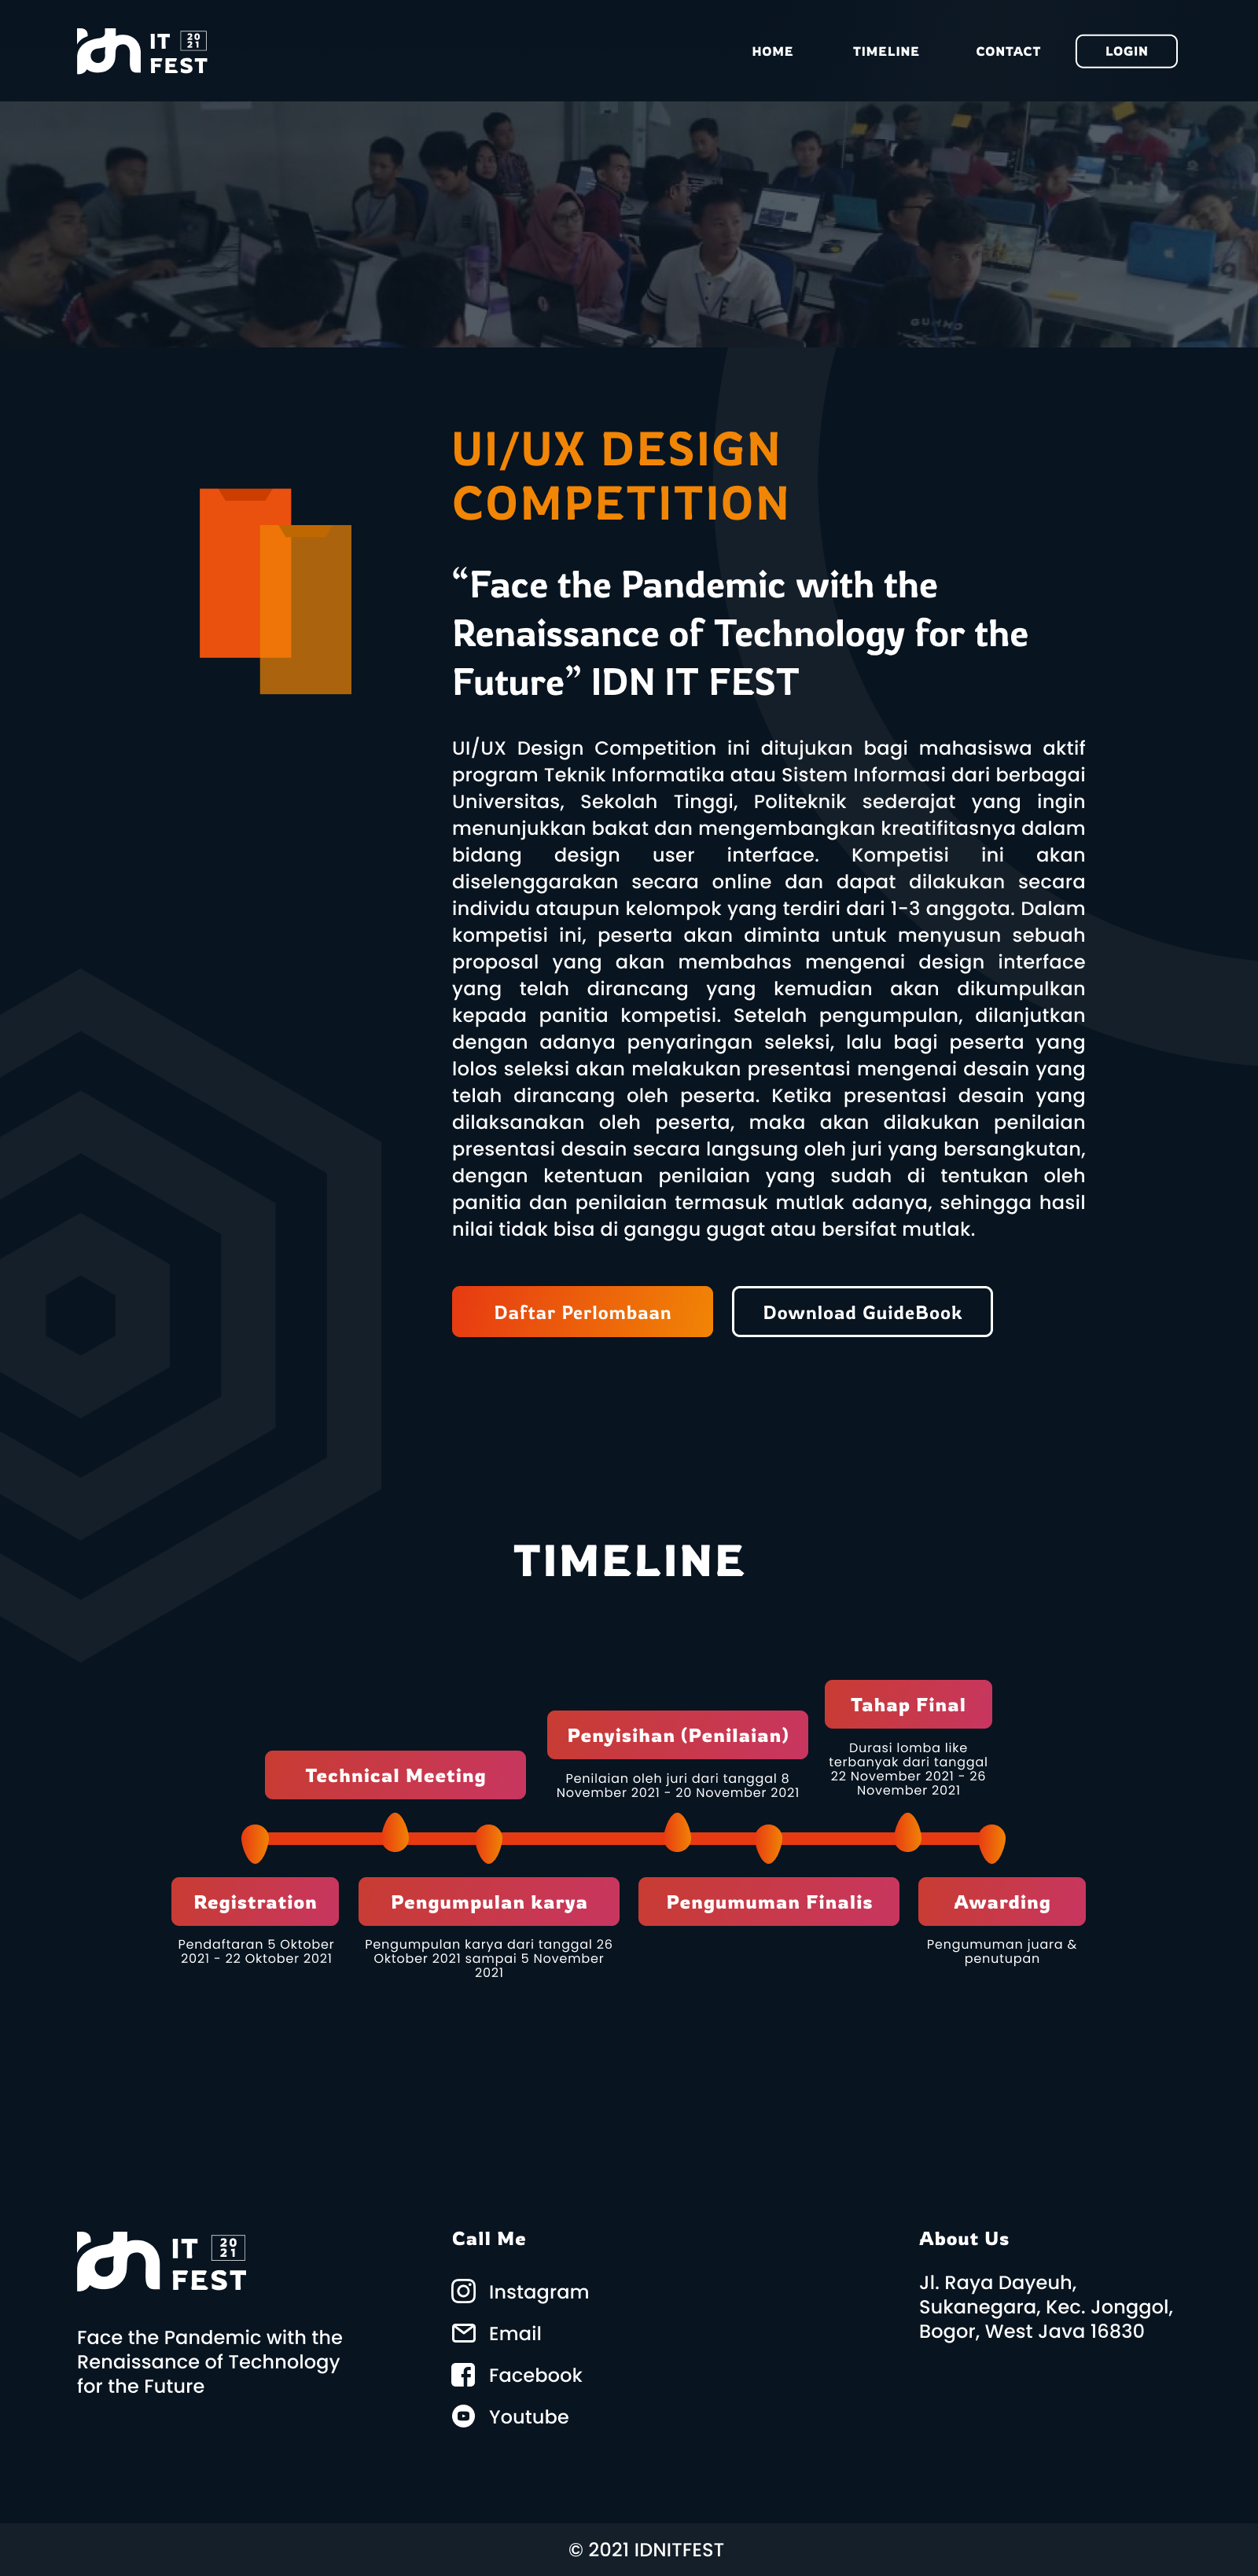 IT
20
21
FEST
HOME
TIMELINE
CONTACT
LOGIN
GUMMO
UI/UX DESIGN
COMPETITION
“Face the Pandemic with the
Renaissance of Technology for the
Future” IDN IT FEST
UI/UX Design Competition ini ditujukan bagi mahasiswa aktif
program Teknik Informatika atau Sistem Informasi dari berbagai
Universitas, Sekolah Tinggi, Politeknik sederajat yang ingin
menunjukkan bakat dan mengembangkan kreatifitasnya dalam
bidang design user interface. Kompetisi ini akan
diselenggarakan secara online dan dapat dilakukan secara
individu ataupun kelompok yang terdiri dari 1-3 anggota. Dalam
kompetisi ini, peserta akan diminta untuk menyusun sebuah
proposal yang akan membahas mengenai design interface
yang telah dirancang yang kemudian akan dikumpulkan
kepada panitia kompetisi. Setelah pengumpulan, dilanjutkan
dengan adanya penyaringan seleksi, lalu bagi peserta yang
lolos seleksi akan melakukan presentasi mengenai desain yang
telah dirancang oleh peserta. Ketika presentasi desain yang
dilaksanakan oleh peserta, maka akan dilakukan penilaian
presentasi desain secara langsung oleh juri yang bersangkutan,
dengan ketentuan penilaian yang sudah di tentukan oleh
panitia dan penilaian termasuk mutlak adanya, sehingga hasil
nilai tidak bisa di ganggu gugat atau bersifat mutlak.
Daftar Perlombaan
Download GuideBook
TIMELINE
Tahap Final
Durasi lomba like
terbanyak dari tanggal
22 November 2021 - 26
November 2021
Penyisihan (Penilaian)
Penilaian oleh juri dari tanggal 8
November 2021 - 20 November 2021
Technical Meeting
Registration
Pendaftaran 5 Oktober
2021 - 22 Oktober 2021
Pengumpulan karya
Pengumpulan karya dari tanggal 26
Oktober 2021 sampai 5 November
2021
Pengumuman Finalis
Awarding
Pengumuman juara &
penutupan
IT
20
21
FEST
Face the Pandemic with the
Renaissance of Technology
for the Future
Call Me
Instagram
Email
Facebook
Youtube
About Us
Jl. Raya Dayeuh,
Sukanegara, Kec. Jonggol,
Bogor, West Java 16830
© 2021 IDNITFEST